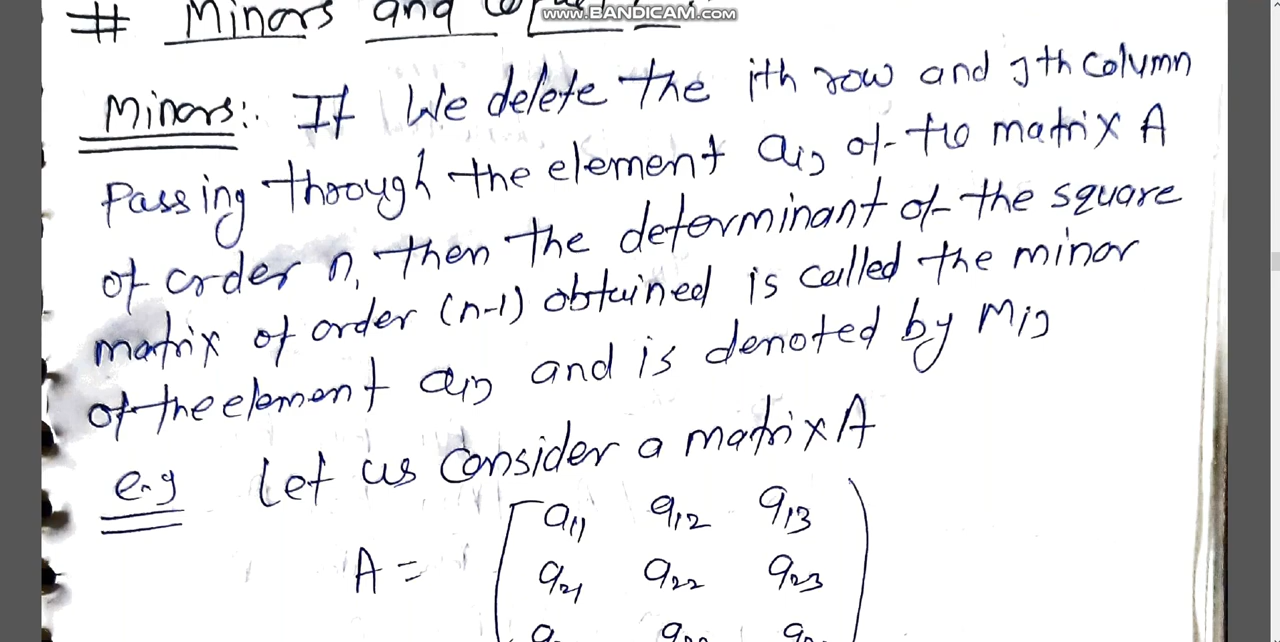 www.BANDICAM.com
# Minors and
Minors:- If we delete the ith row and jth column
passing through the element aij of the matrix A
of order n, then the determinant of the square
matrix of order (n-1) obtained is called the minor
of the element aij and is denoted by Mij
e.g Let us consider a matrix A
a11 a12 a13
A = a21 a22 a23